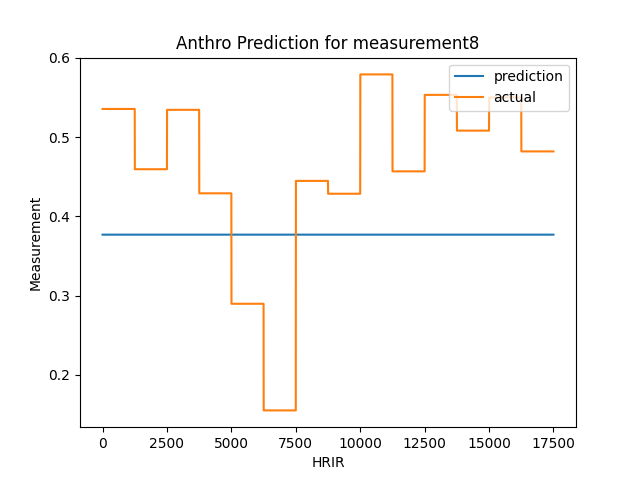 Anthro Prediction for measurement8
prediction
actual
Measurement
0.6
0.5
0.4
0.3
0.2
0 2500 5000 7500 10000 12500 15000 17500
HRIR